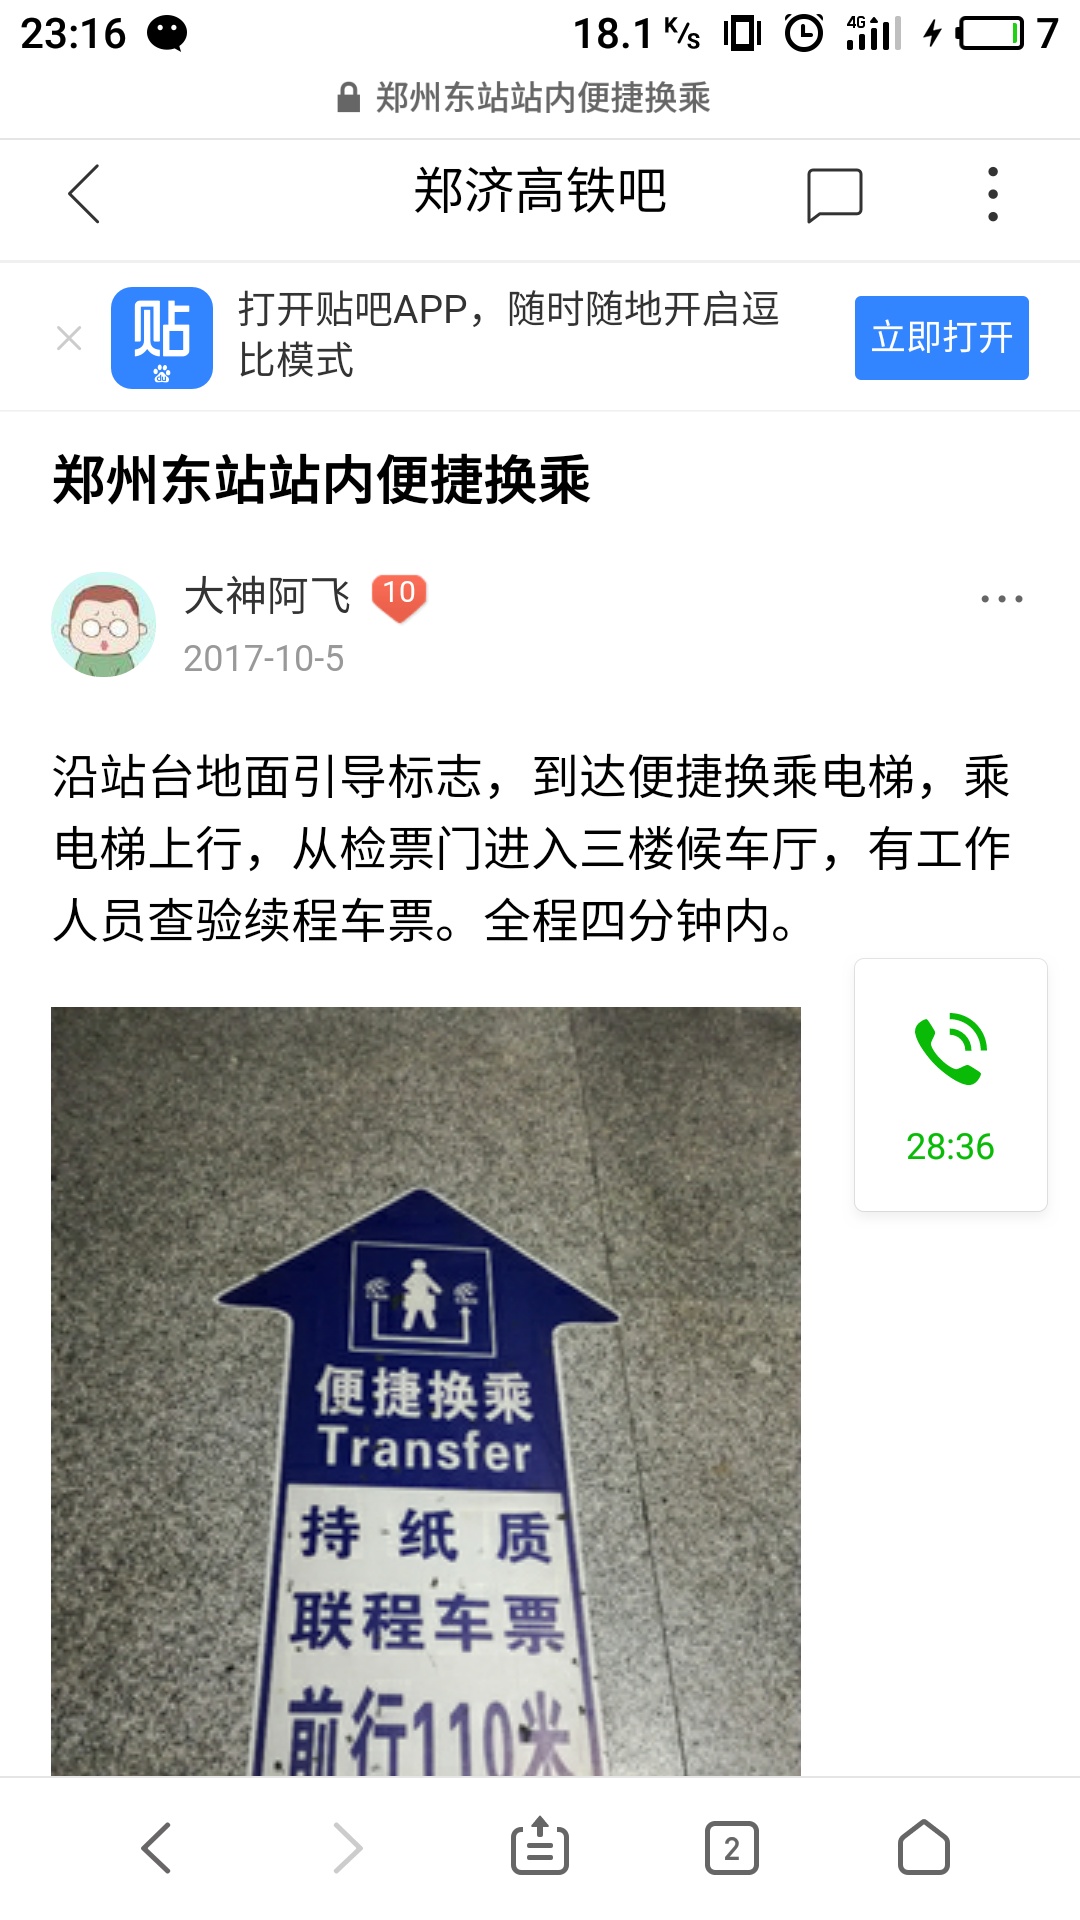 23:16
18.1 K/s
4G
7
郑州东站站内便捷换乘
郑济高铁吧
贴
du
打开贴吧APP，随时随地开启逗
比模式
立即打开
郑州东站站内便捷换乘
大神阿飞 10
2017-10-5
沿站台地面引导标志，到达便捷换乘电梯，乘
电梯上行，从检票门进入三楼候车厅，有工作
人员查验续程车票。全程四分钟内。
28:36
便捷换乘
Transfer
持纸质
联程车票
前行110米
2